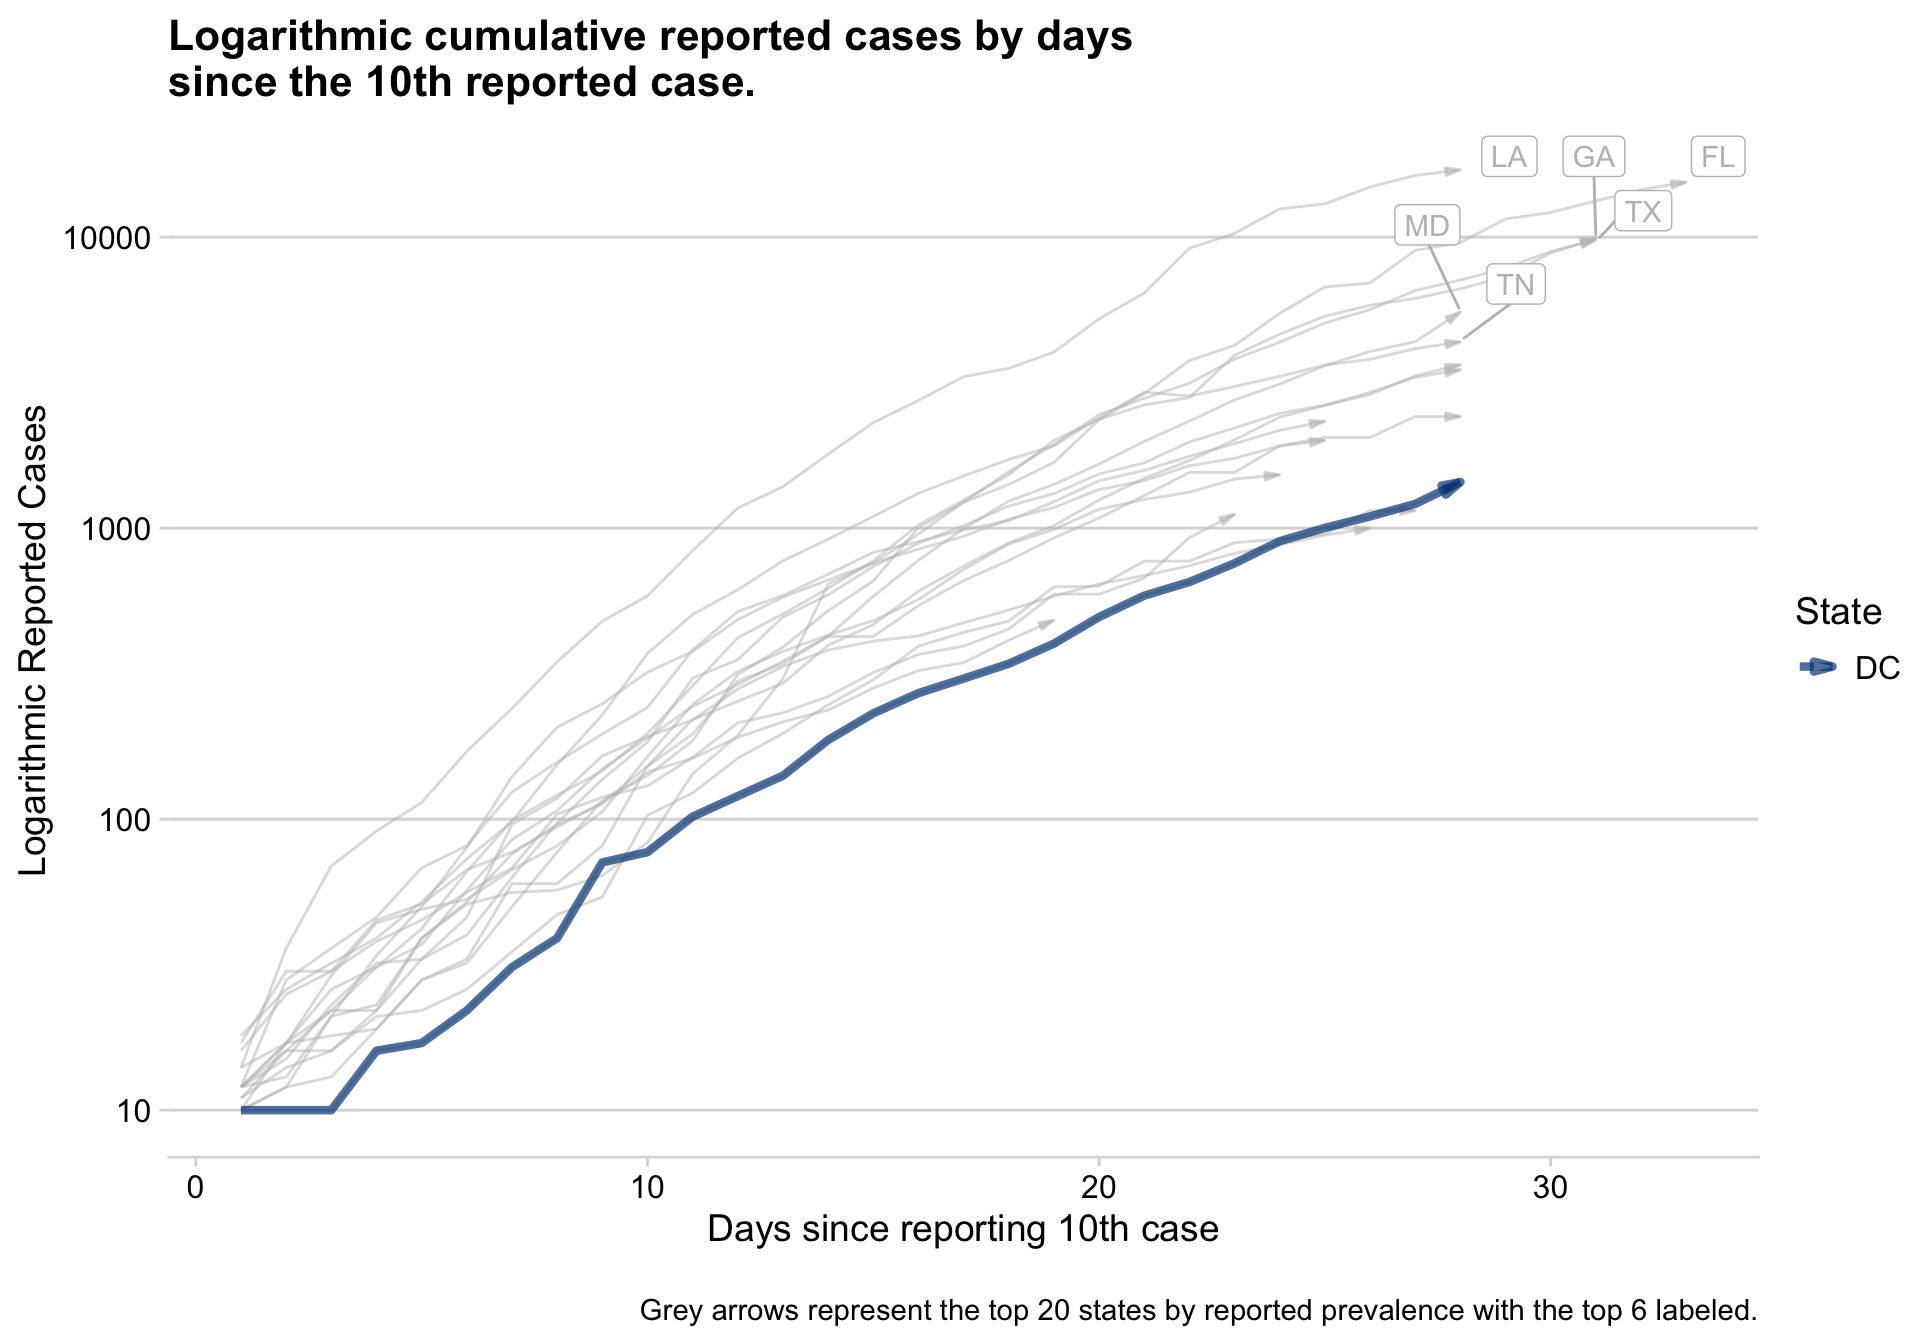 Logarithmic cumulative reported cases by days
since the 10th reported case.
LA
GA
FL
TX
MD
TN
10000
1000
100
10
Logarithmic Reported Cases
State
DC
0
10
20
30
Days since reporting 10th case
Grey arrows represent the top 20 states by reported prevalence with the top 6 labeled.